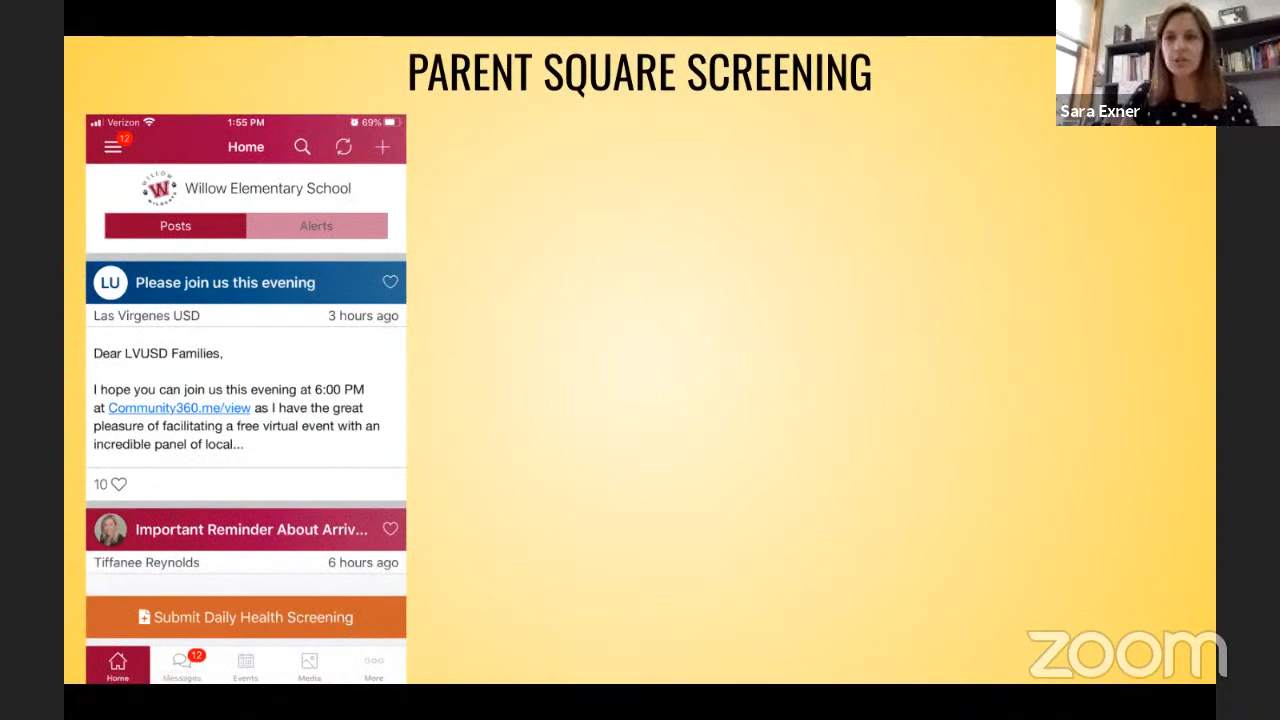 PARENT SQUARE SCREENING
Sara Exner
Verizon
1:55 PM
69%
12
Home
WILLOW
W
WILDCATS
Willow Elementary School
Posts
Alerts
LU
Please join us this evening
Las Virgenes USD
3 hours ago
Dear LVUSD Families,
I hope you can join us this evening at 6:00 PM
at Community360.me/view as I have the great
pleasure of facilitating a free virtual event with an
incredible panel of local...
10
Important Reminder About Arriv...
Tiffanee Reynolds
6 hours ago
Submit Daily Health Screening
12
Home
Messages
Events
Media
More
zoom